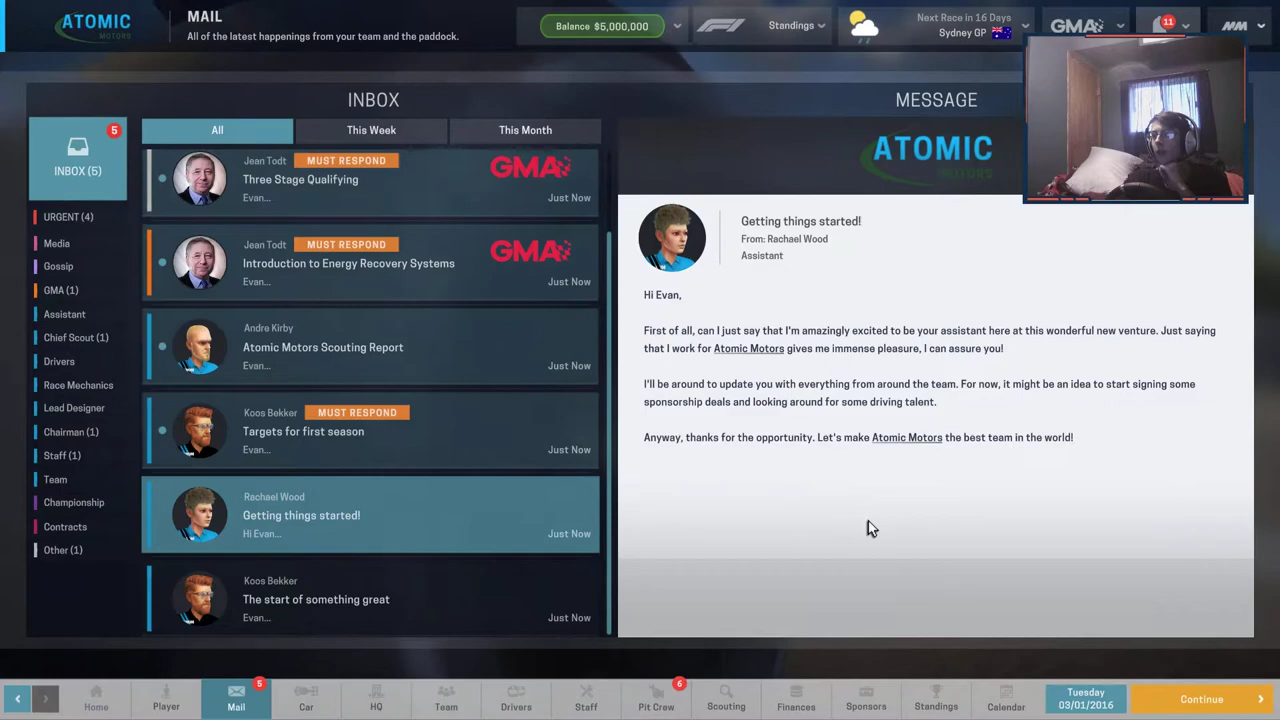 ATOMIC
MOTORS
MAIL
All of the latest happenings from your team and the paddock.
Balance $5,000,000
Standings
Next Race in 16 Days
Sydney GP
GMA
11
INBOX
MESSAGE
5
INBOX (5)
URGENT (4)
Media
Gossip
GMA (1)
Assistant
Chief Scout (1)
Drivers
Race Mechanics
Lead Designer
Chairman (1)
Staff (1)
Team
Championship
Contracts
Other (1)
All
This Week
This Month
Jean Todt MUST RESPOND
Three Stage Qualifying
Evan...
Just Now
GMA
Jean Todt MUST RESPOND
Introduction to Energy Recovery Systems
Evan...
Just Now
GMA
Andre Kirby
Atomic Motors Scouting Report
Evan...
Just Now
Koos Bekker MUST RESPOND
Targets for first season
Evan...
Just Now
Rachael Wood
Getting things started!
Hi Evan...
Just Now
Koos Bekker
The start of something great
Evan...
Just Now
ATOMIC
MOTORS
Getting things started!
From: Rachael Wood
Assistant
Hi Evan,
First of all, can I just say that I'm amazingly excited to be your assistant here at this wonderful new venture. Just saying
that I work for Atomic Motors gives me immense pleasure, I can assure you!
I'll be around to update you with everything from around the team. For now, it might be an idea to start signing some
sponsorship deals and looking around for some driving talent.
Anyway, thanks for the opportunity. Let's make Atomic Motors the best team in the world!
Home
Player
5
Mail
Car
HQ
Team
Drivers
Staff
6
Pit Crew
Scouting
Finances
Sponsors
Standings
Calendar
Tuesday
03/01/2016
Continue